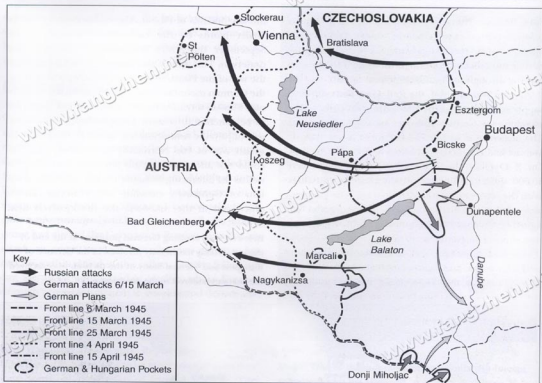 CZECHOSLOVAKIA
Stockerau
Vienna
Bratislava
St
Pölten
Lake
Neusiedler
Esztergom
Budapest
Bicske
Pápa
Koszeg
AUSTRIA
Dunapentele
Bad Gleichenberg
Lake
Balaton
Marcali
Nagykanizsa
Danube
Donji Miholjac
Key
Russian attacks
German attacks 6/15 March
German Plans
Front line 6 March 1945
Front line 15 March 1945
Front line 25 March 1945
Front line 4 April 1945
Front line 15 April 1945
German & Hungarian Pockets
www.fangzhen.net